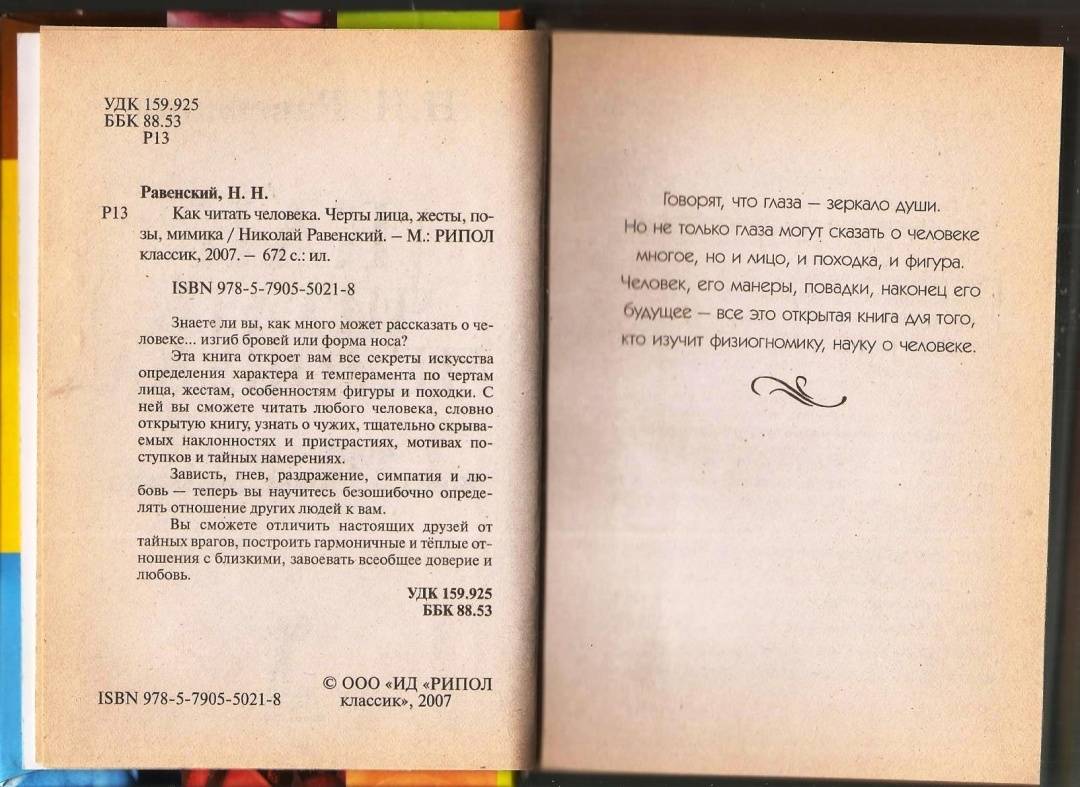 УДК 159.925
ББК 88.53
Р13
Равенский, Н. Н.
Р13 Как читать человека. Черты лица, жесты, по-
зы, мимика / Николай Равенский. — М.: РИПОЛ
классик, 2007. — 672 с.: ил.
ISBN 978-5-7905-5021-8
Знаете ли вы, как много может рассказать о че-
ловеке... изгиб бровей или форма носа?
Эта книга откроет вам все секреты искусства
определения характера и темперамента по чертам
лица, жестам, особенностям фигуры и походки. С
ней вы сможете читать любого человека, словно
открытую книгу, узнать о чужих, тщательно скрыва-
емых наклонностях и пристрастиях, мотивах по-
ступков и тайных намерениях.
Зависть, гнев, раздражение, симпатия и лю-
бовь — теперь вы научитесь безошибочно опреде-
лять отношение других людей к вам.
Вы сможете отличить настоящих друзей от
тайных врагов, построить гармоничные и тёплые от-
ношения с близкими, завоевать всеобщее доверие и
любовь.
УДК 159.925
ББК 88.53
© ООО «ИД «РИПОЛ
ISBN 978-5-7905-5021-8 классик», 2007
Говорят, что глаза — зеркало души.
Но не только глаза могут сказать о человеке
многое, но и лицо, и походка, и фигура.
Человек, его манеры, повадки, наконец его
будущее — все это открытая книга для того,
кто изучит физиогномику, науку о человеке.